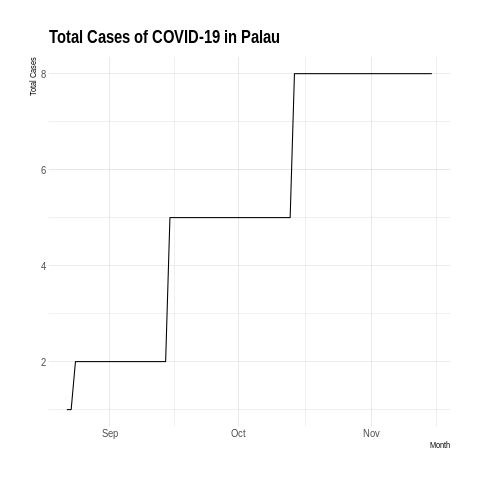 Total Cases of COVID-19 in Palau
Total Cases
8
6
4
2
Sep Oct Nov
Month